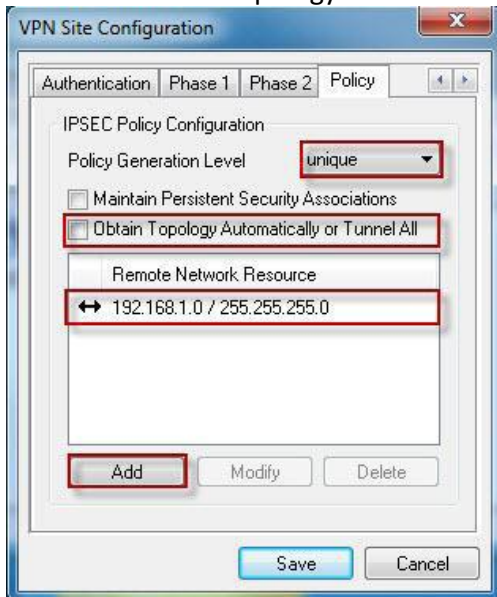 VPN Site Configuration
Authentication Phase 1 Phase 2 Policy
IPSEC Policy Configuration
Policy Generation Level unique
Maintain Persistent Security Associations
Obtain Topology Automatically or Tunnel All
Remote Network Resource
192.168.1.0 / 255.255.255.0
Add Modify Delete
Save Cancel